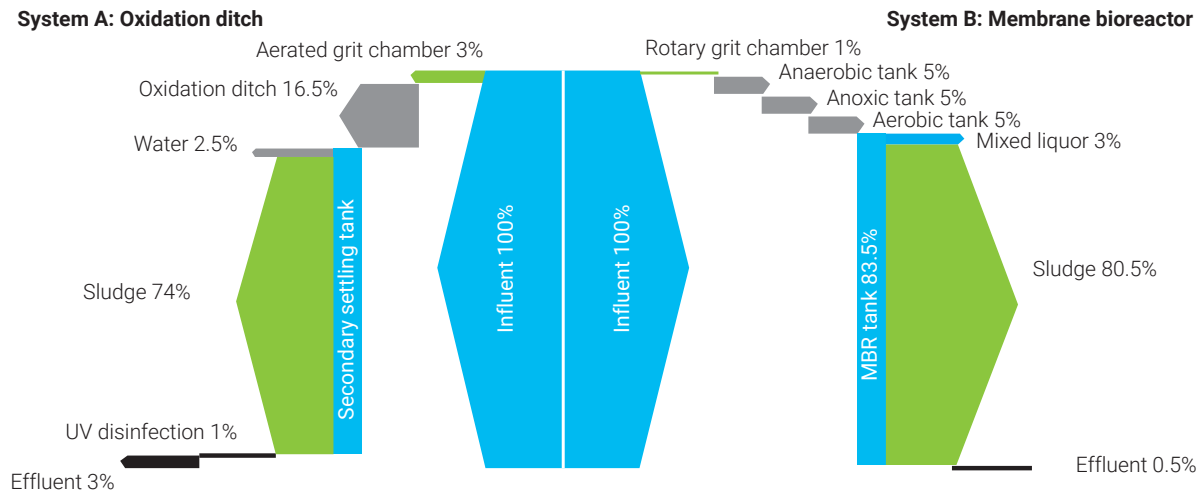 System A: Oxidation ditch
System B: Membrane bioreactor
Aerated grit chamber 3%
Rotary grit chamber 1%
Oxidation ditch 16.5%
Anaerobic tank 5%
Anoxic tank 5%
Aerobic tank 5%
Water 2.5%
Mixed liquor 3%
Secondary settling tank
Influent 100%
Influent 100%
MBR tank 83.5%
Sludge 74%
Sludge 80.5%
UV disinfection 1%
Effluent 3%
Effluent 0.5%